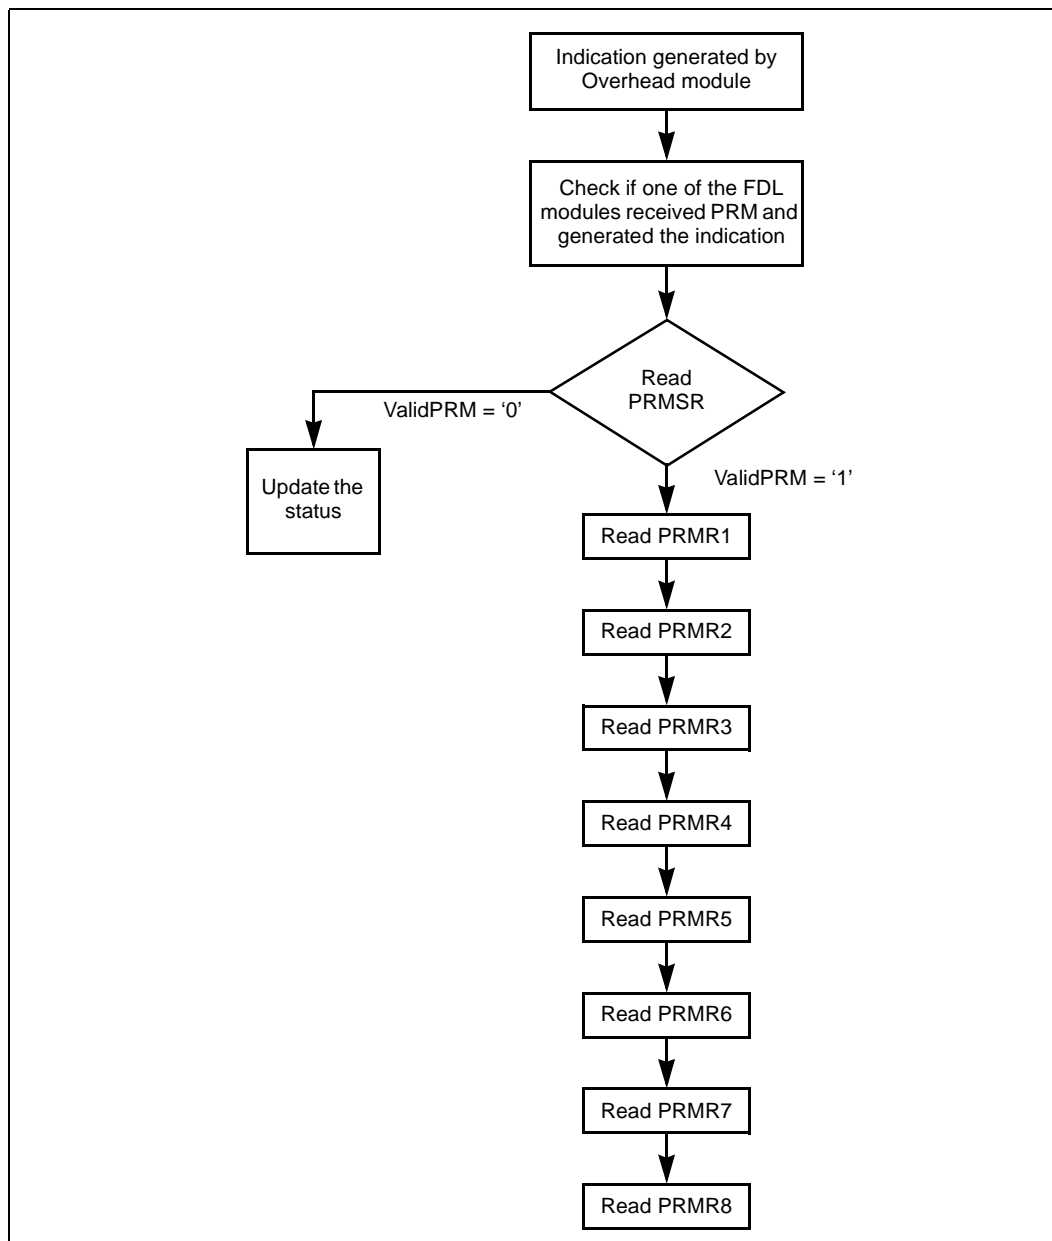 Indication generated by
Overhead module
Check if one of the FDL
modules received PRM and
generated the indication
Read
PRMSR
ValidPRM = ‘0’
Update the
status
ValidPRM = ‘1’
Read PRMR1
Read PRMR2
Read PRMR3
Read PRMR4
Read PRMR5
Read PRMR6
Read PRMR7
Read PRMR8